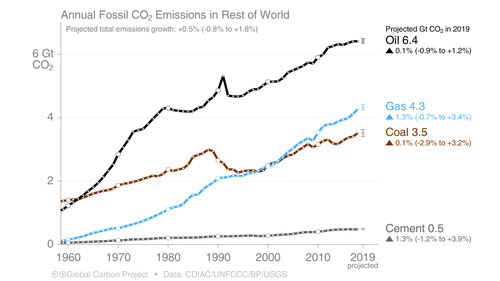 Annual Fossil CO₂ Emissions in Rest of World
Projected total emissions growth: +0.5% (-0.8% to +1.8%)
Projected Gt CO₂ in 2019
Oil 6.4
▲ 0.1% (-0.9% to +1.2%)
6 Gt
CO₂
Gas 4.3
▲ 1.3% (-0.7% to +3.4%)
4
Coal 3.5
▲ 0.1% (-2.9% to +3.2%)
2
Cement 0.5
▲ 1.3% (-1.2% to +3.9%)
0
1960 1970 1980 1990 2000 2010 2019
projected
Global Carbon Project • Data: CDIAC/UNFCCC/BP/USGS